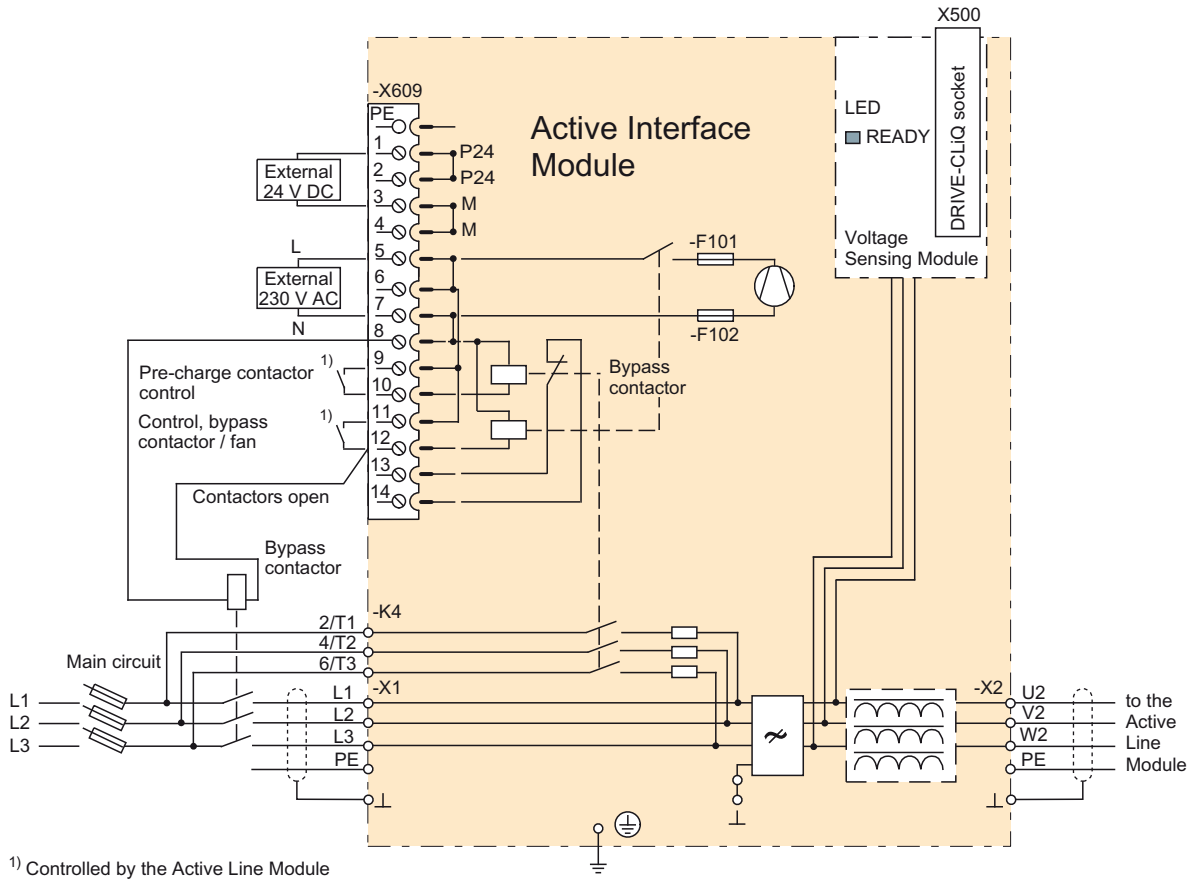 X500
-X609
PE
1
2
3
4
5
6
7
8
9
10
11
12
13
14
P24
P24
M
M
External
24 V DC
L
External
230 V AC
N
Active Interface
Module
LED
READY
DRIVE-CLiQ socket
Voltage
Sensing Module
-F101
-F102
Bypass
contactor
Pre-charge contactor
control
1)
Control, bypass
contactor / fan
1)
Contactors open
Bypass
contactor
-K4
2/T1
4/T2
6/T3
Main circuit
-X1
L1
L2
L3
L1
L2
L3
PE
-X2
U2
V2
W2
PE
to the
Active
Line
Module
1) Controlled by the Active Line Module